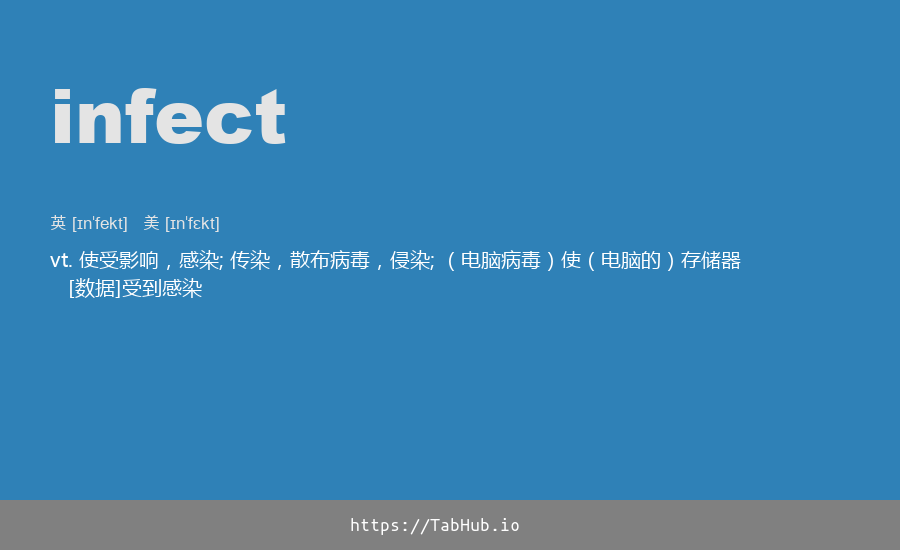 infect
英 [ɪn'fekt] 美 [ɪn'fɛkt]
vt. 使受影响，感染; 传染，散布病毒，侵染; （电脑病毒）使（电脑的）存储器
[数据]受到感染
https://TabHub.io